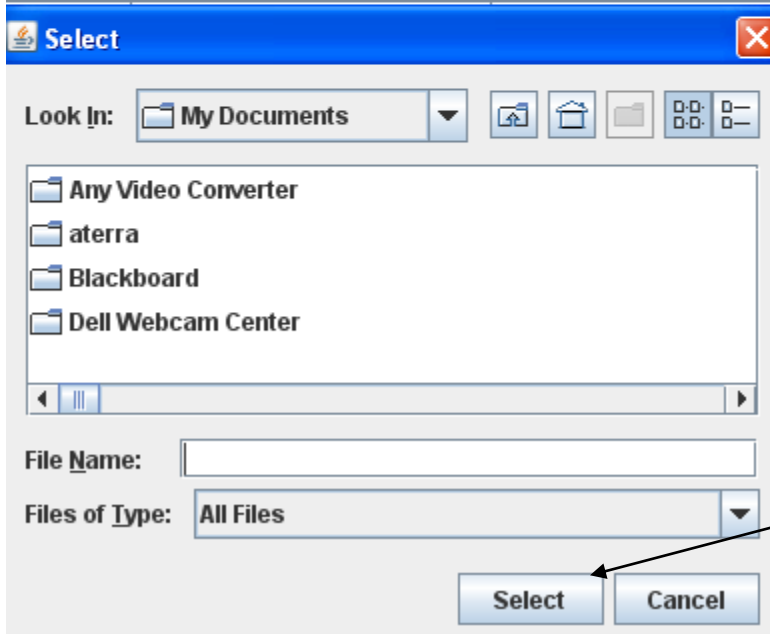 Select
Look In: My Documents
Any Video Converter
aterra
Blackboard
Dell Webcam Center
File Name:
Files of Type: All Files
Select Cancel